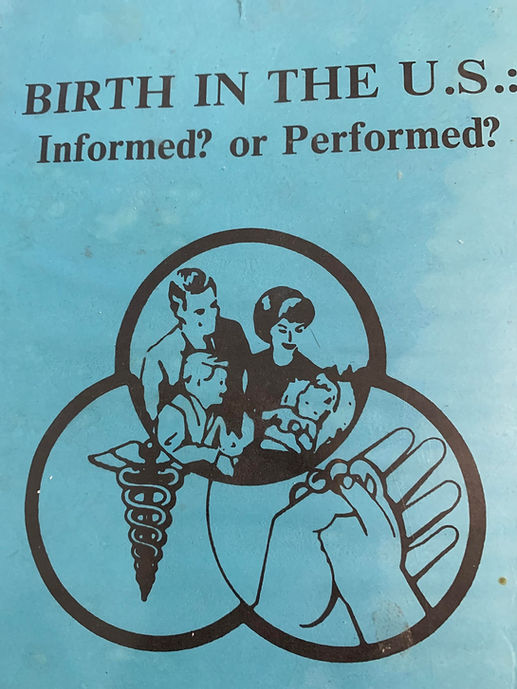 BIRTH IN THE U.S.:
Informed? or Performed?